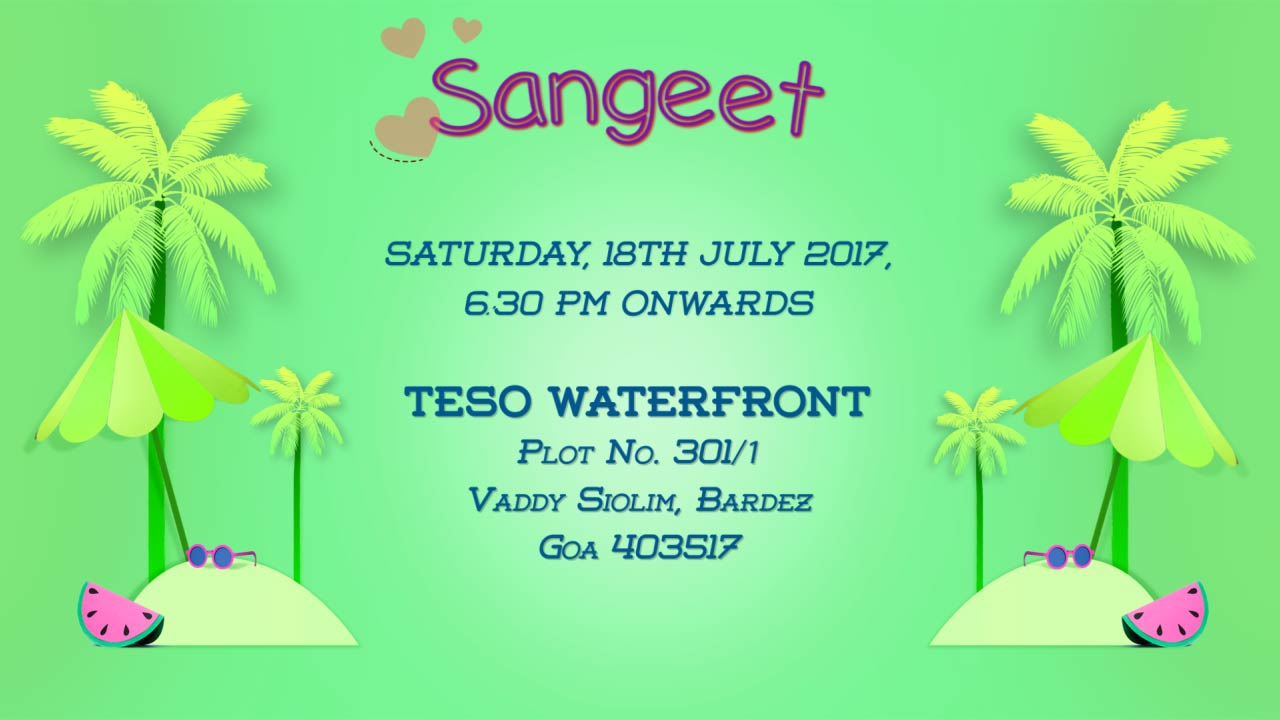 Sangeet
SATURDAY, 18TH JULY 2017,
6.30 PM ONWARDS
TESO WATERFRONT
PLOT NO. 301/1
VADDY SIOLIM, BARDEZ
GOA 403517